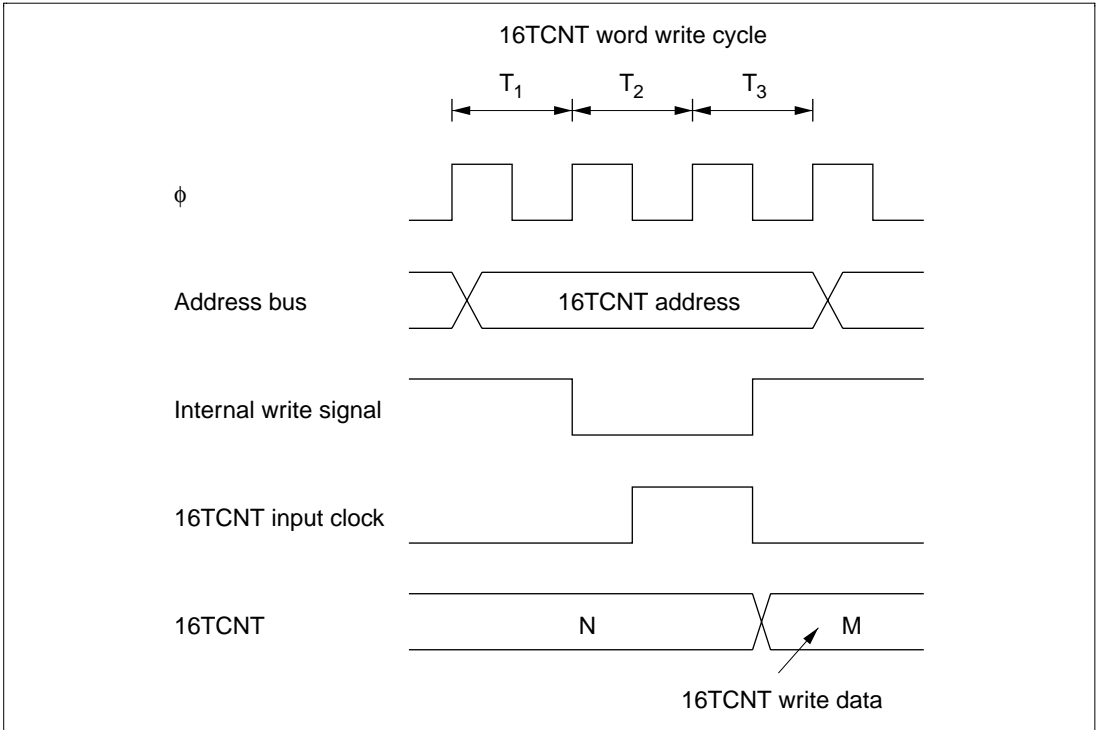 16TCNT word write cycle
T1 T2 T3
φ
Address bus
16TCNT address
Internal write signal
16TCNT input clock
16TCNT
N
M
16TCNT write data